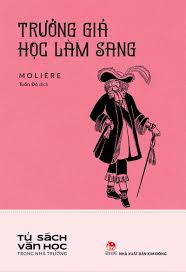 TRƯỞNG GIẢ
HỌC LÀM SANG
MOLIÈRE
Tuấn Đô dịch
TỦ SÁCH
VĂN HỌC
TRONG NHÀ TRƯỜNG
NHÀ XUẤT BẢN KIM ĐỒNG